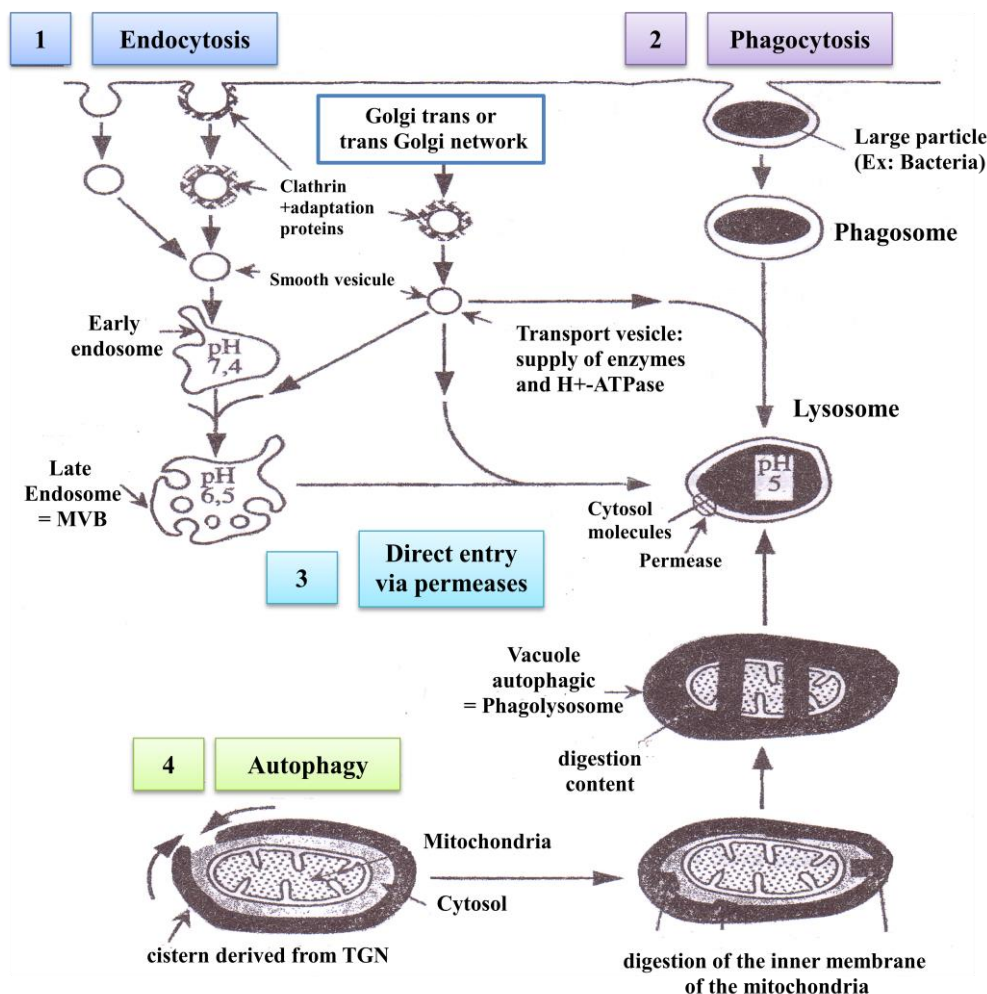 1
Endocytosis
2
Phagocytosis
Golgi trans or
trans Golgi network
Large particle
(Ex: Bacteria)
Clathrin
+adaptation
proteins
Phagosome
Smooth vesicule
Early
endosome
pH
7,4
Transport vesicle:
supply of enzymes
and H+-ATPase
Lysosome
Late
Endosome
= MVB
pH
6,5
pH
5
Cytosol
molecules
Permease
3
Direct entry
via permeases
Vacuole
autophagic
= Phagolysosome
digestion
content
4
Autophagy
Mitochondria
Cytosol
cistern derived from TGN
digestion of the inner membrane
of the mitochondria